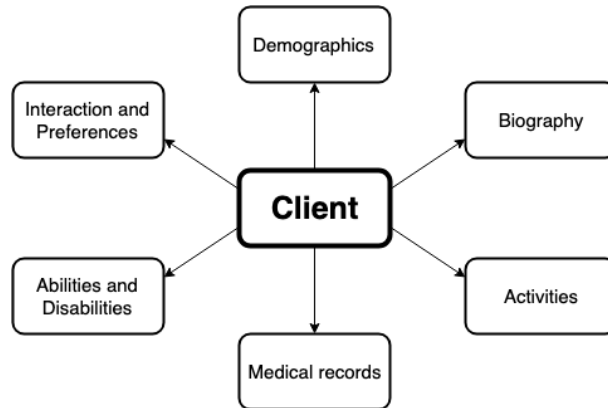 Demographics
Interaction and
Preferences
Biography
Client
Abilities and
Disabilities
Activities
Medical records